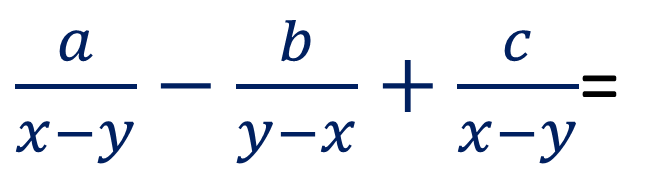 a/(x−y) − b/(y−x) + c/(x−y) =